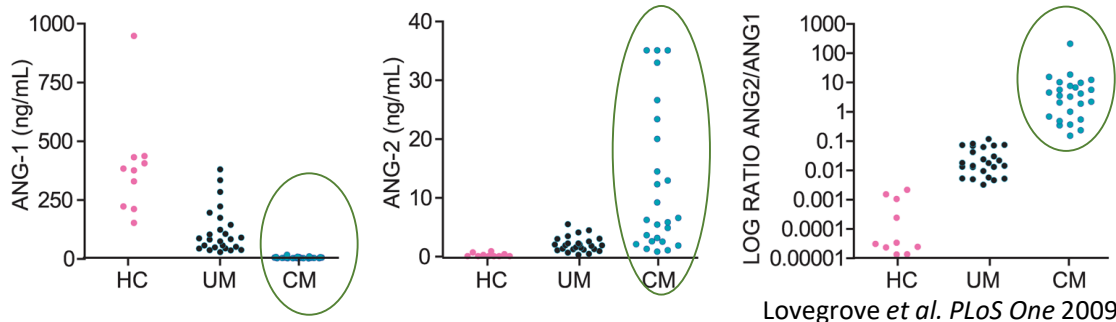 ANG-1 (ng/mL)
1000
750
500
250
0
HC UM CM
ANG-2 (ng/mL)
40
30
20
10
0
HC UM CM
LOG RATIO ANG2/ANG1
1000
100
10
1
0.1
0.01
0.001
0.0001
0.00001
HC UM CM
Lovegrove et al. PLoS One 2009